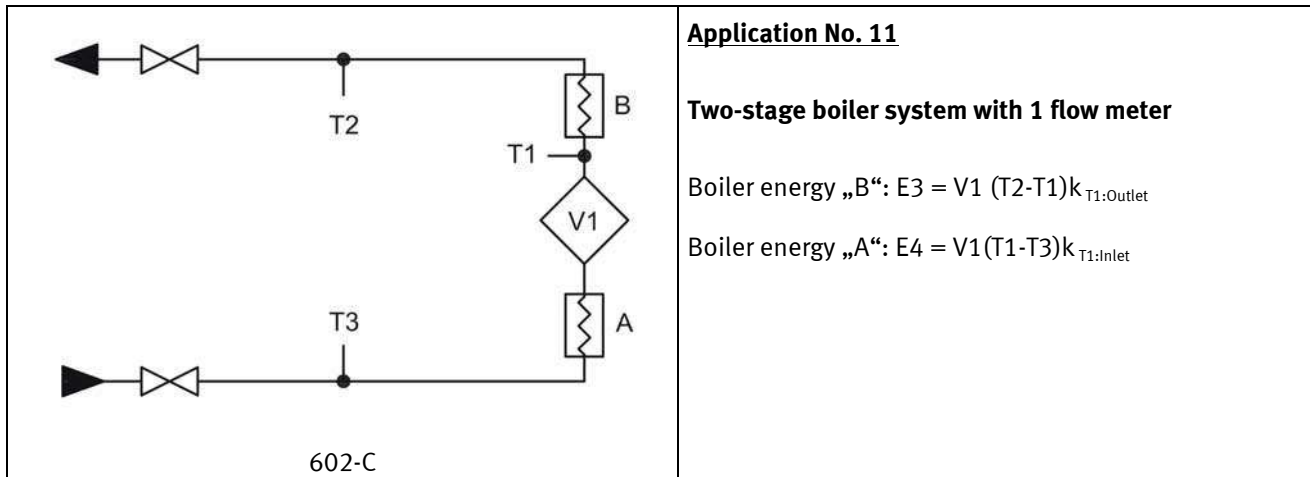 T2
B
T1
V1
T3
A
602-C
Application No. 11
Two-stage boiler system with 1 flow meter
Boiler energy „B“: E3 = V1 (T2-T1)k T1:Outlet
Boiler energy „A“: E4 = V1(T1-T3)k T1:Inlet